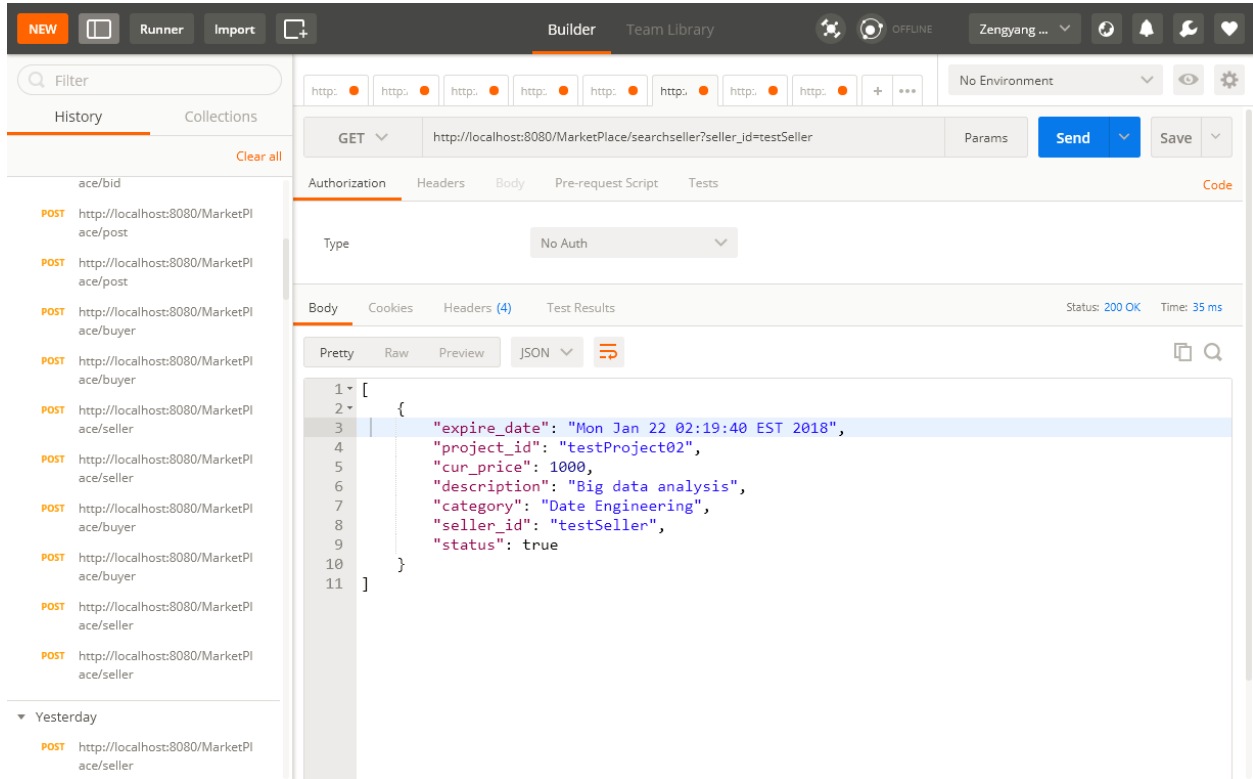 NEW Runner Import Builder Team Library OFFLINE Zengyang ...
Filter
History Collections
Clear all
ace/bid
POST http://localhost:8080/MarketPl
ace/post
POST http://localhost:8080/MarketPl
ace/post
POST http://localhost:8080/MarketPl
ace/buyer
POST http://localhost:8080/MarketPl
ace/buyer
POST http://localhost:8080/MarketPl
ace/seller
POST http://localhost:8080/MarketPl
ace/seller
POST http://localhost:8080/MarketPl
ace/buyer
POST http://localhost:8080/MarketPl
ace/buyer
POST http://localhost:8080/MarketPl
ace/seller
POST http://localhost:8080/MarketPl
ace/seller
Yesterday
POST http://localhost:8080/MarketPl
ace/seller
http: http: http: http: http: http: http: http: + ••• No Environment
GET http://localhost:8080/MarketPlace/searchseller?seller_id=testSeller Params Send Save
Authorization Headers Body Pre-request Script Tests Code
Type No Auth
Body Cookies Headers (4) Test Results Status: 200 OK Time: 35 ms
Pretty Raw Preview JSON
1 [
2 {
3 "expire_date": "Mon Jan 22 02:19:40 EST 2018",
4 "project_id": "testProject02",
5 "cur_price": 1000,
6 "description": "Big data analysis",
7 "category": "Date Engineering",
8 "seller_id": "testSeller",
9 "status": true
10 }
11 ]